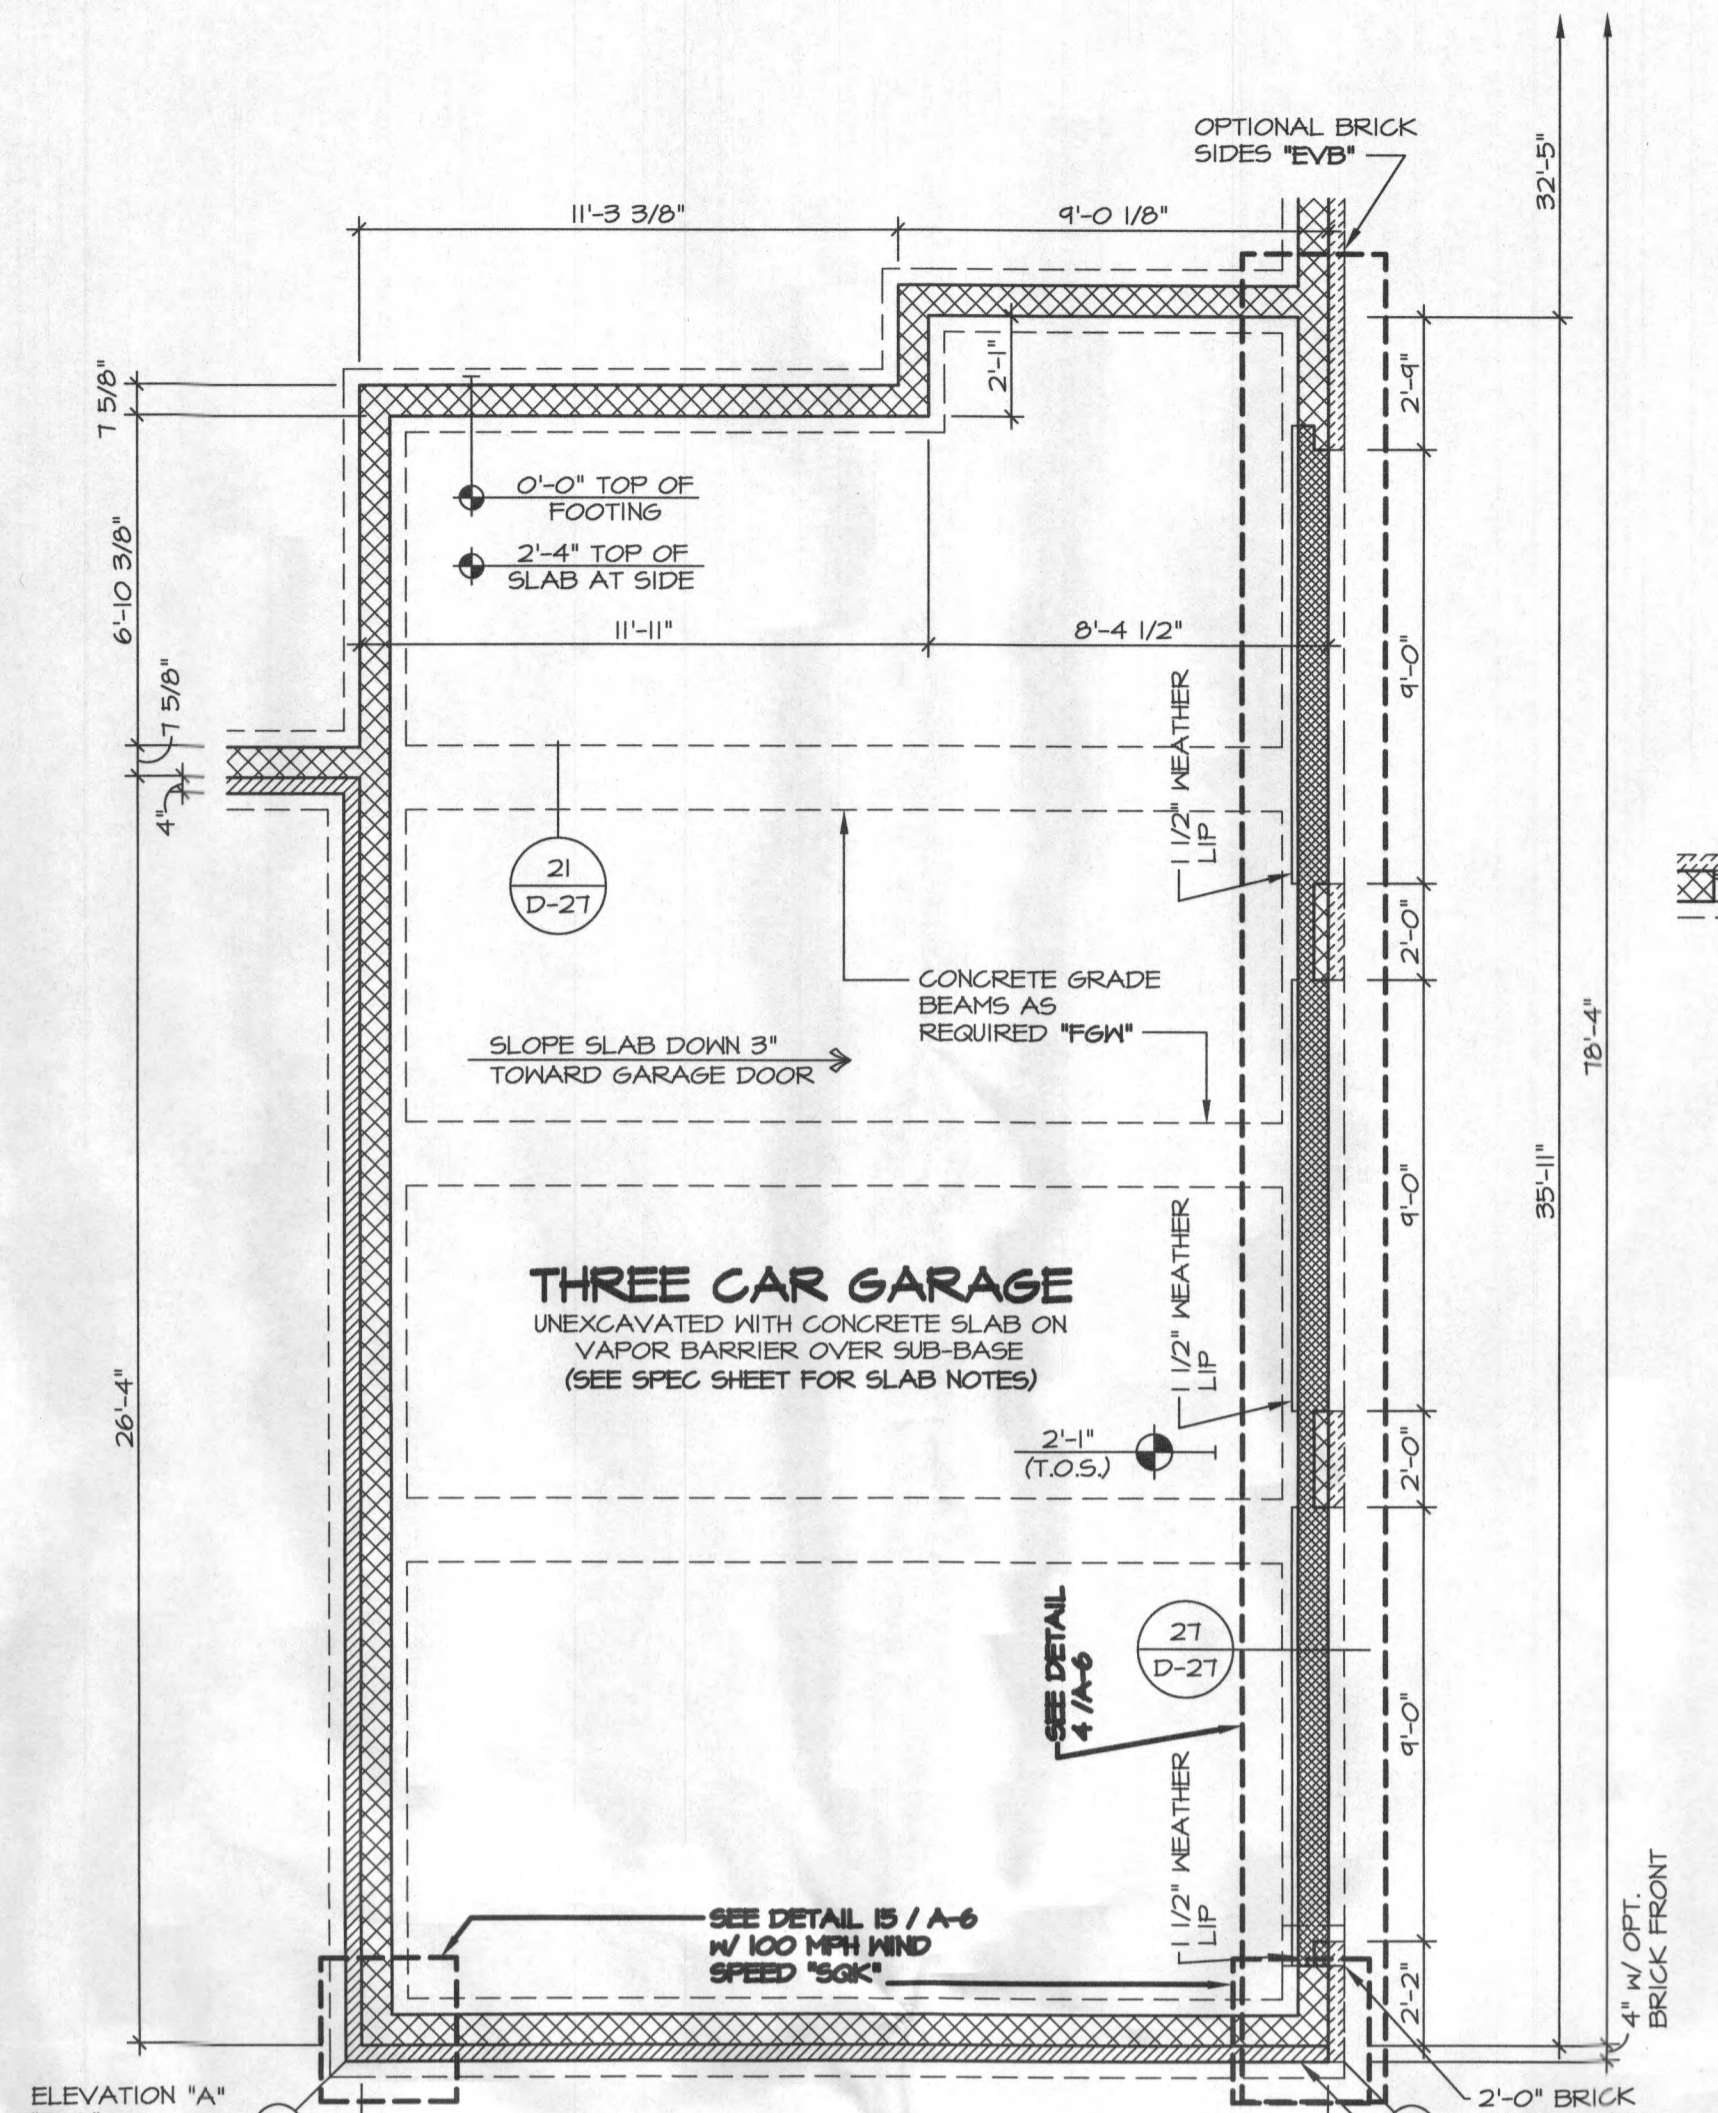 OPTIONAL BRICK
SIDES "EVB"
32'-5"
11'-3 3/8"
9'-0 1/8"
7 5/8"
2'-1"
2'-9"
0'-0" TOP OF
FOOTING
2'-4" TOP OF
SLAB AT SIDE
6'-10 3/8"
11'-11"
8'-4 1/2"
9'-0"
7 5/8"
4"
1 1/2" WEATHER
LIP
21
D-27
2'-0"
CONCRETE GRADE
BEAMS AS
REQUIRED "FGW"
SLOPE SLAB DOWN 3"
TOWARD GARAGE DOOR
78'-4"
35'-11"
9'-0"
1 1/2" WEATHER
LIP
THREE CAR GARAGE
UNEXCAVATED WITH CONCRETE SLAB ON
VAPOR BARRIER OVER SUB-BASE
(SEE SPEC SHEET FOR SLAB NOTES)
26'-4"
2'-1"
(T.O.S.)
2'-0"
SEE DETAIL
4 /A-6
27
D-27
9'-0"
1 1/2" WEATHER
LIP
SEE DETAIL 15 / A-6
W/ 100 MPH WIND
SPEED "SQK"
2'-2"
4" W/ OPT.
BRICK FRONT
ELEVATION "A"
2'-0" BRICK